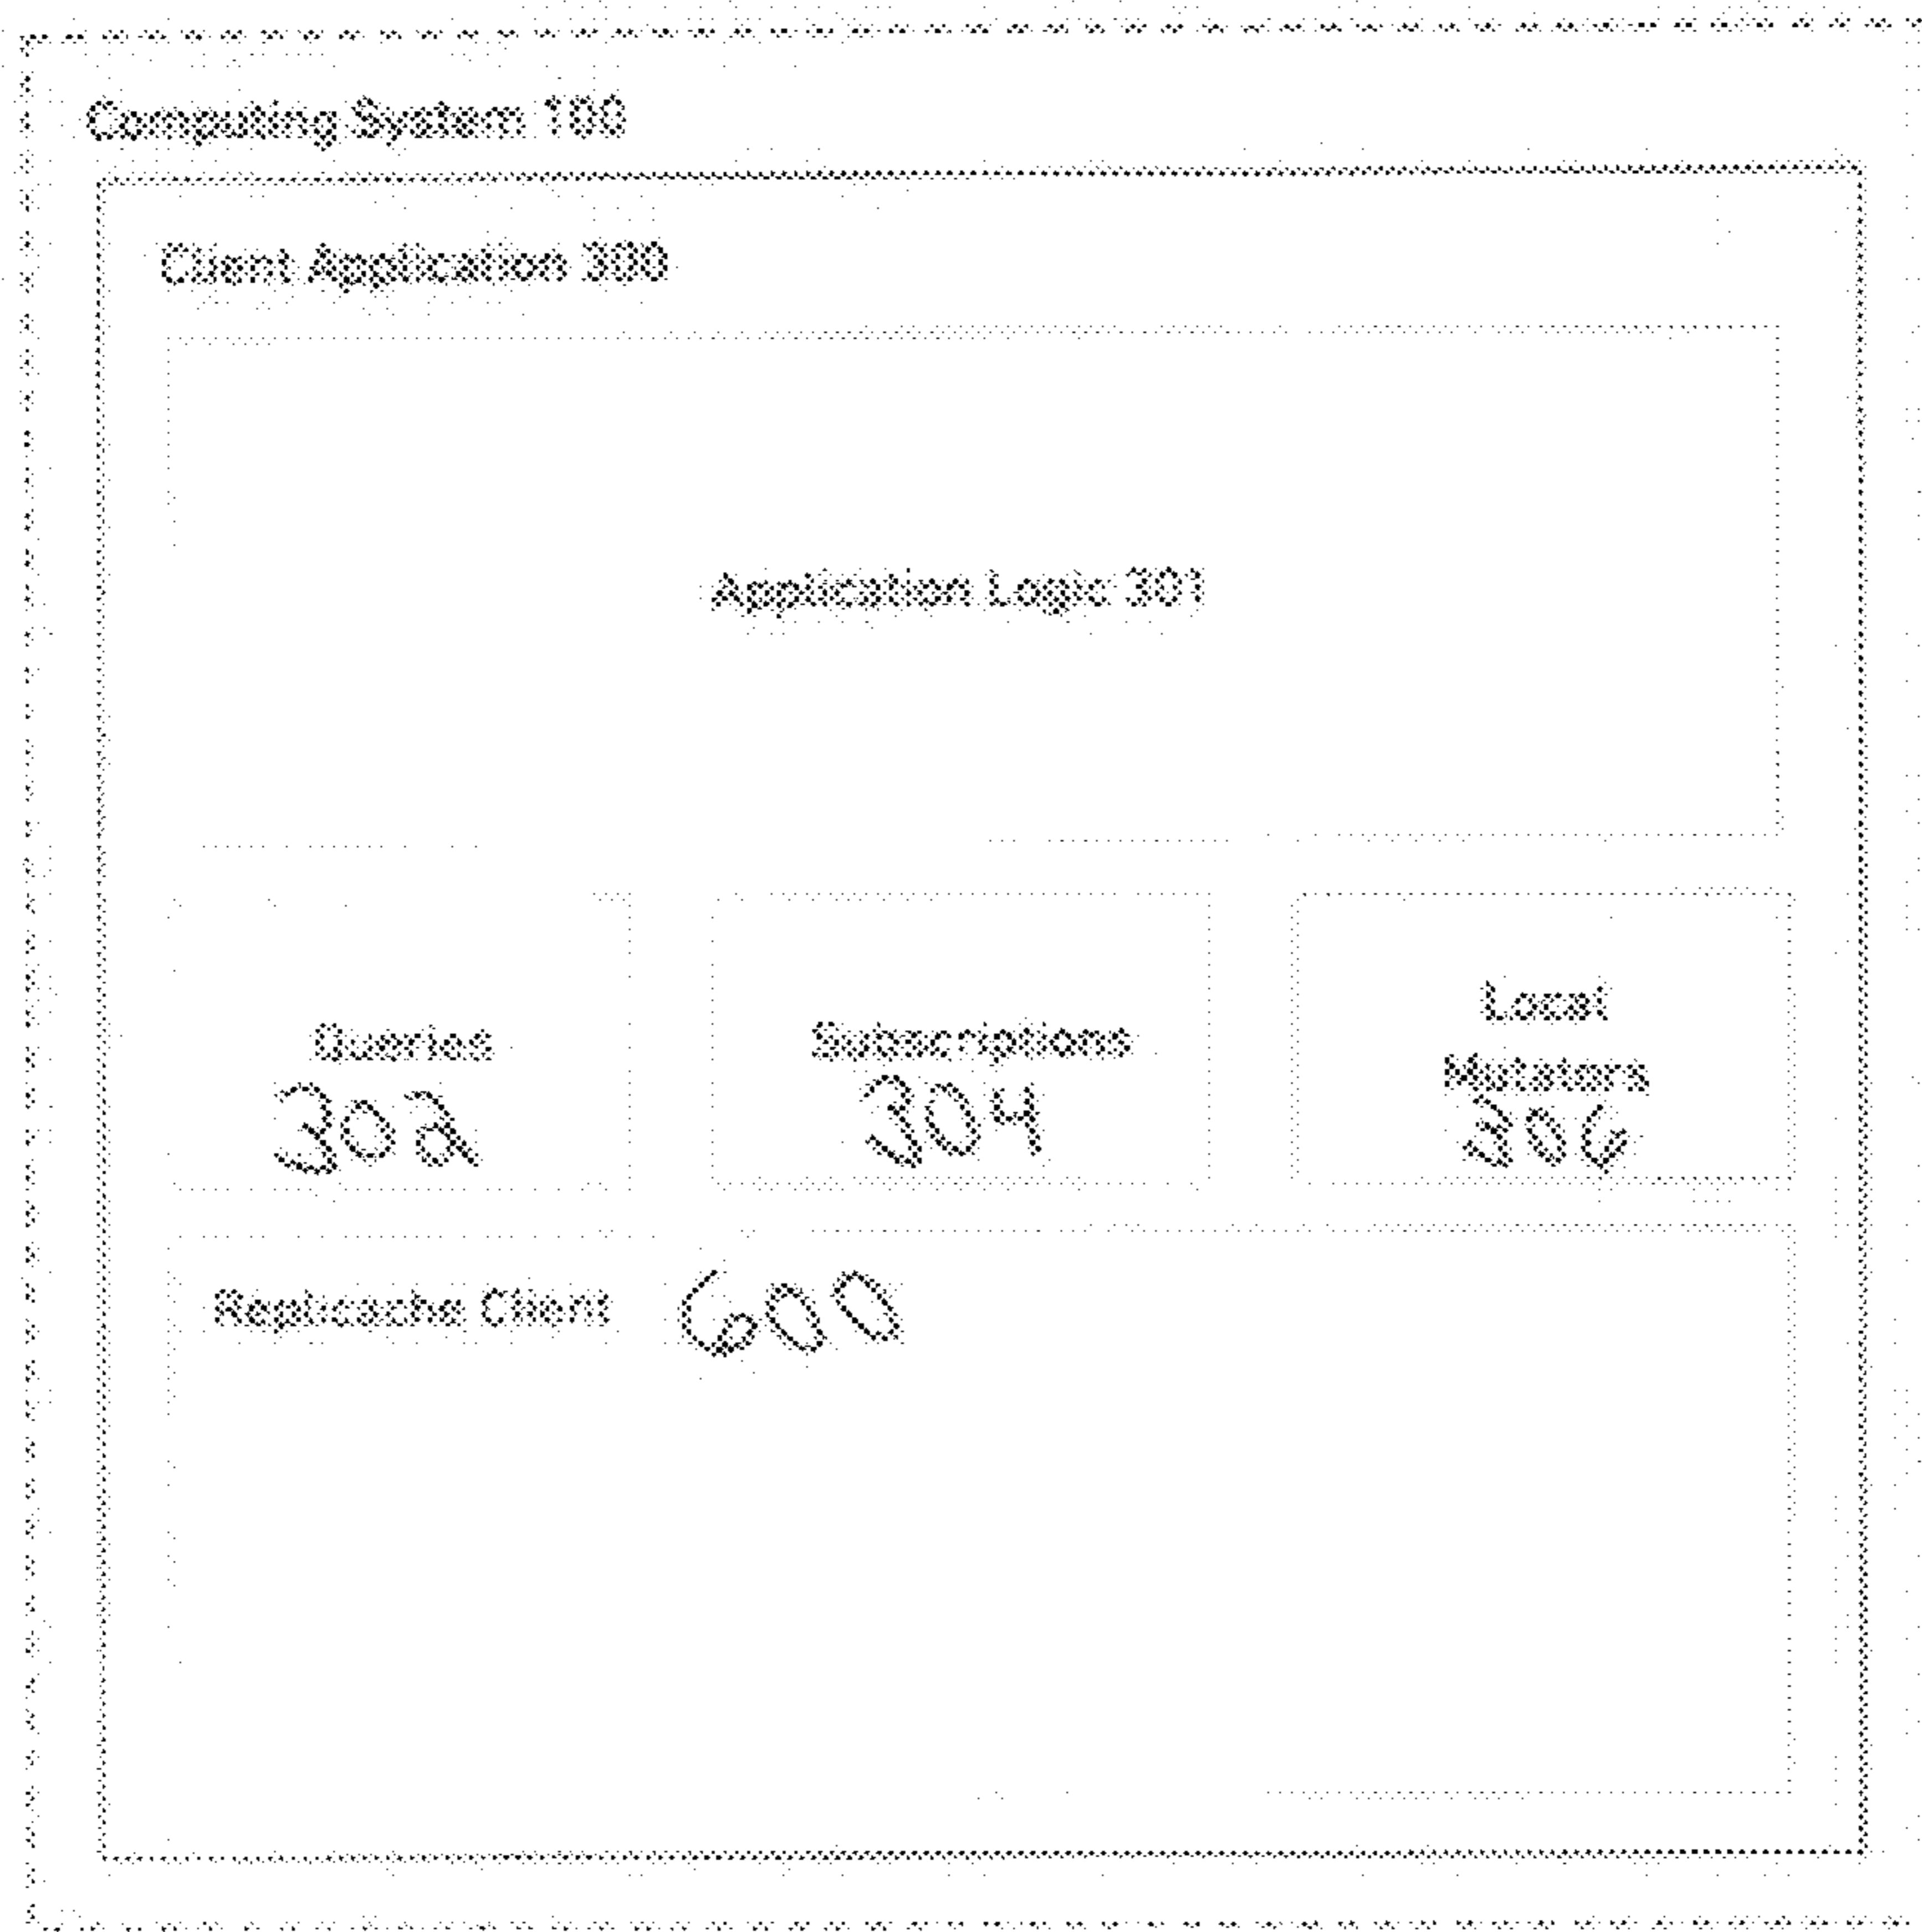 Computing System 100
Client Application 300
Application Logic 301
Queries
302
Subscriptions
304
Local
Mutators
306
Replicache Client 600